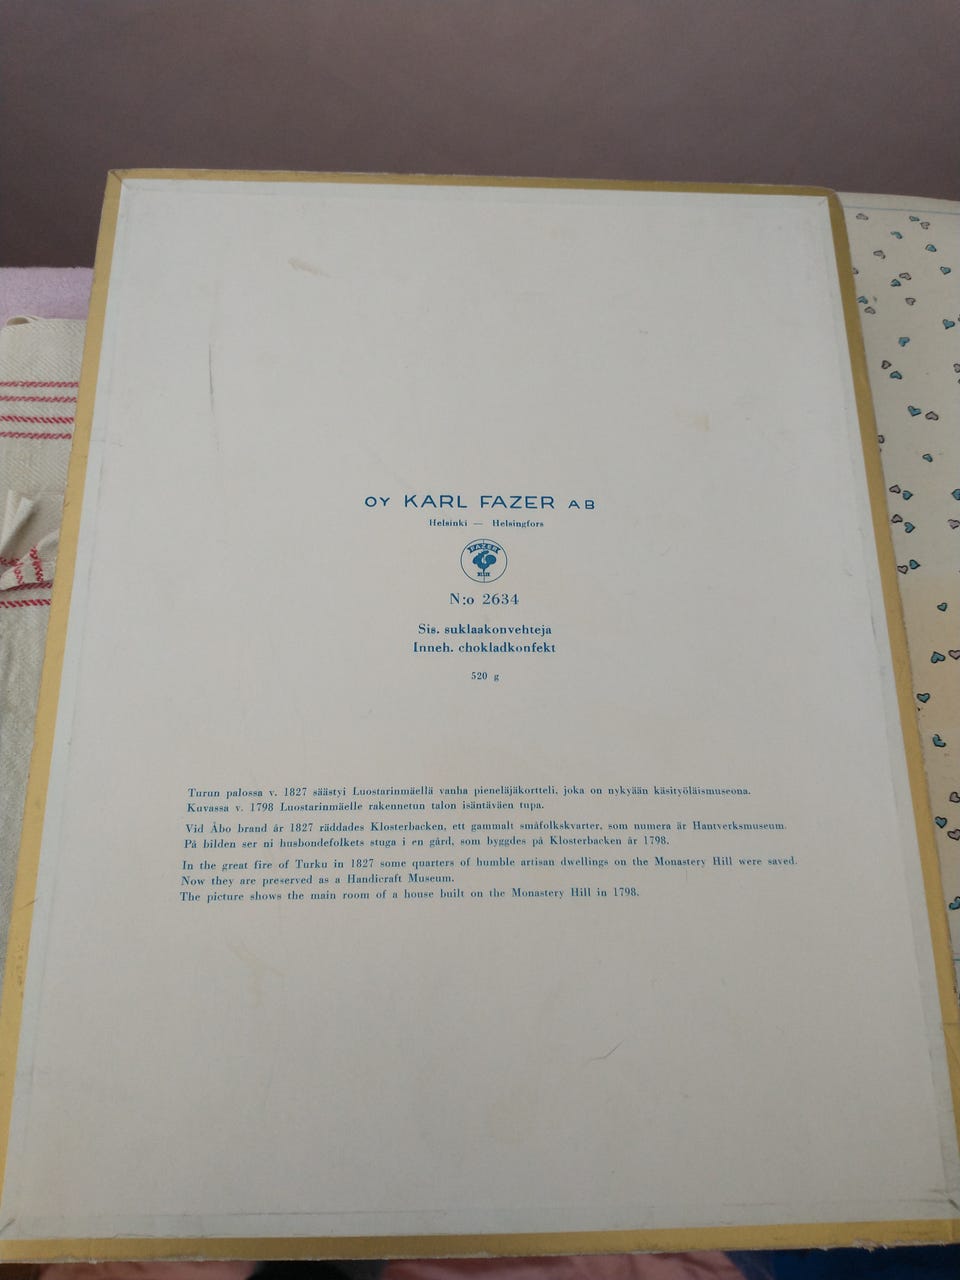 OY KARL FAZER AB
Helsinki — Helsingfors
FAZER
N:o 2634
Sis. suklaakonvehteja
Inneh. chokladkonfekt
520 g
Turun palossa v. 1827 säästyi Luostarinmäellä vanha pieneläjäkortteli, joka on nykyään käsityöläismuseona.
Kuvassa v. 1798 Luostarinmäelle rakennetun talon isäntäväen tupa.
Vid Åbo brand år 1827 räddades Klosterbacken, ett gammalt småfolkskvarter, som numera är Hantverksmuseum.
På bilden ser ni husbondefolkets stuga i en gård, som byggdes på Klosterbacken år 1798.
In the great fire of Turku in 1827 some quarters of humble artisan dwellings on the Monastery Hill were saved.
Now they are preserved as a Handicraft Museum.
The picture shows the main room of a house built on the Monastery Hill in 1798.